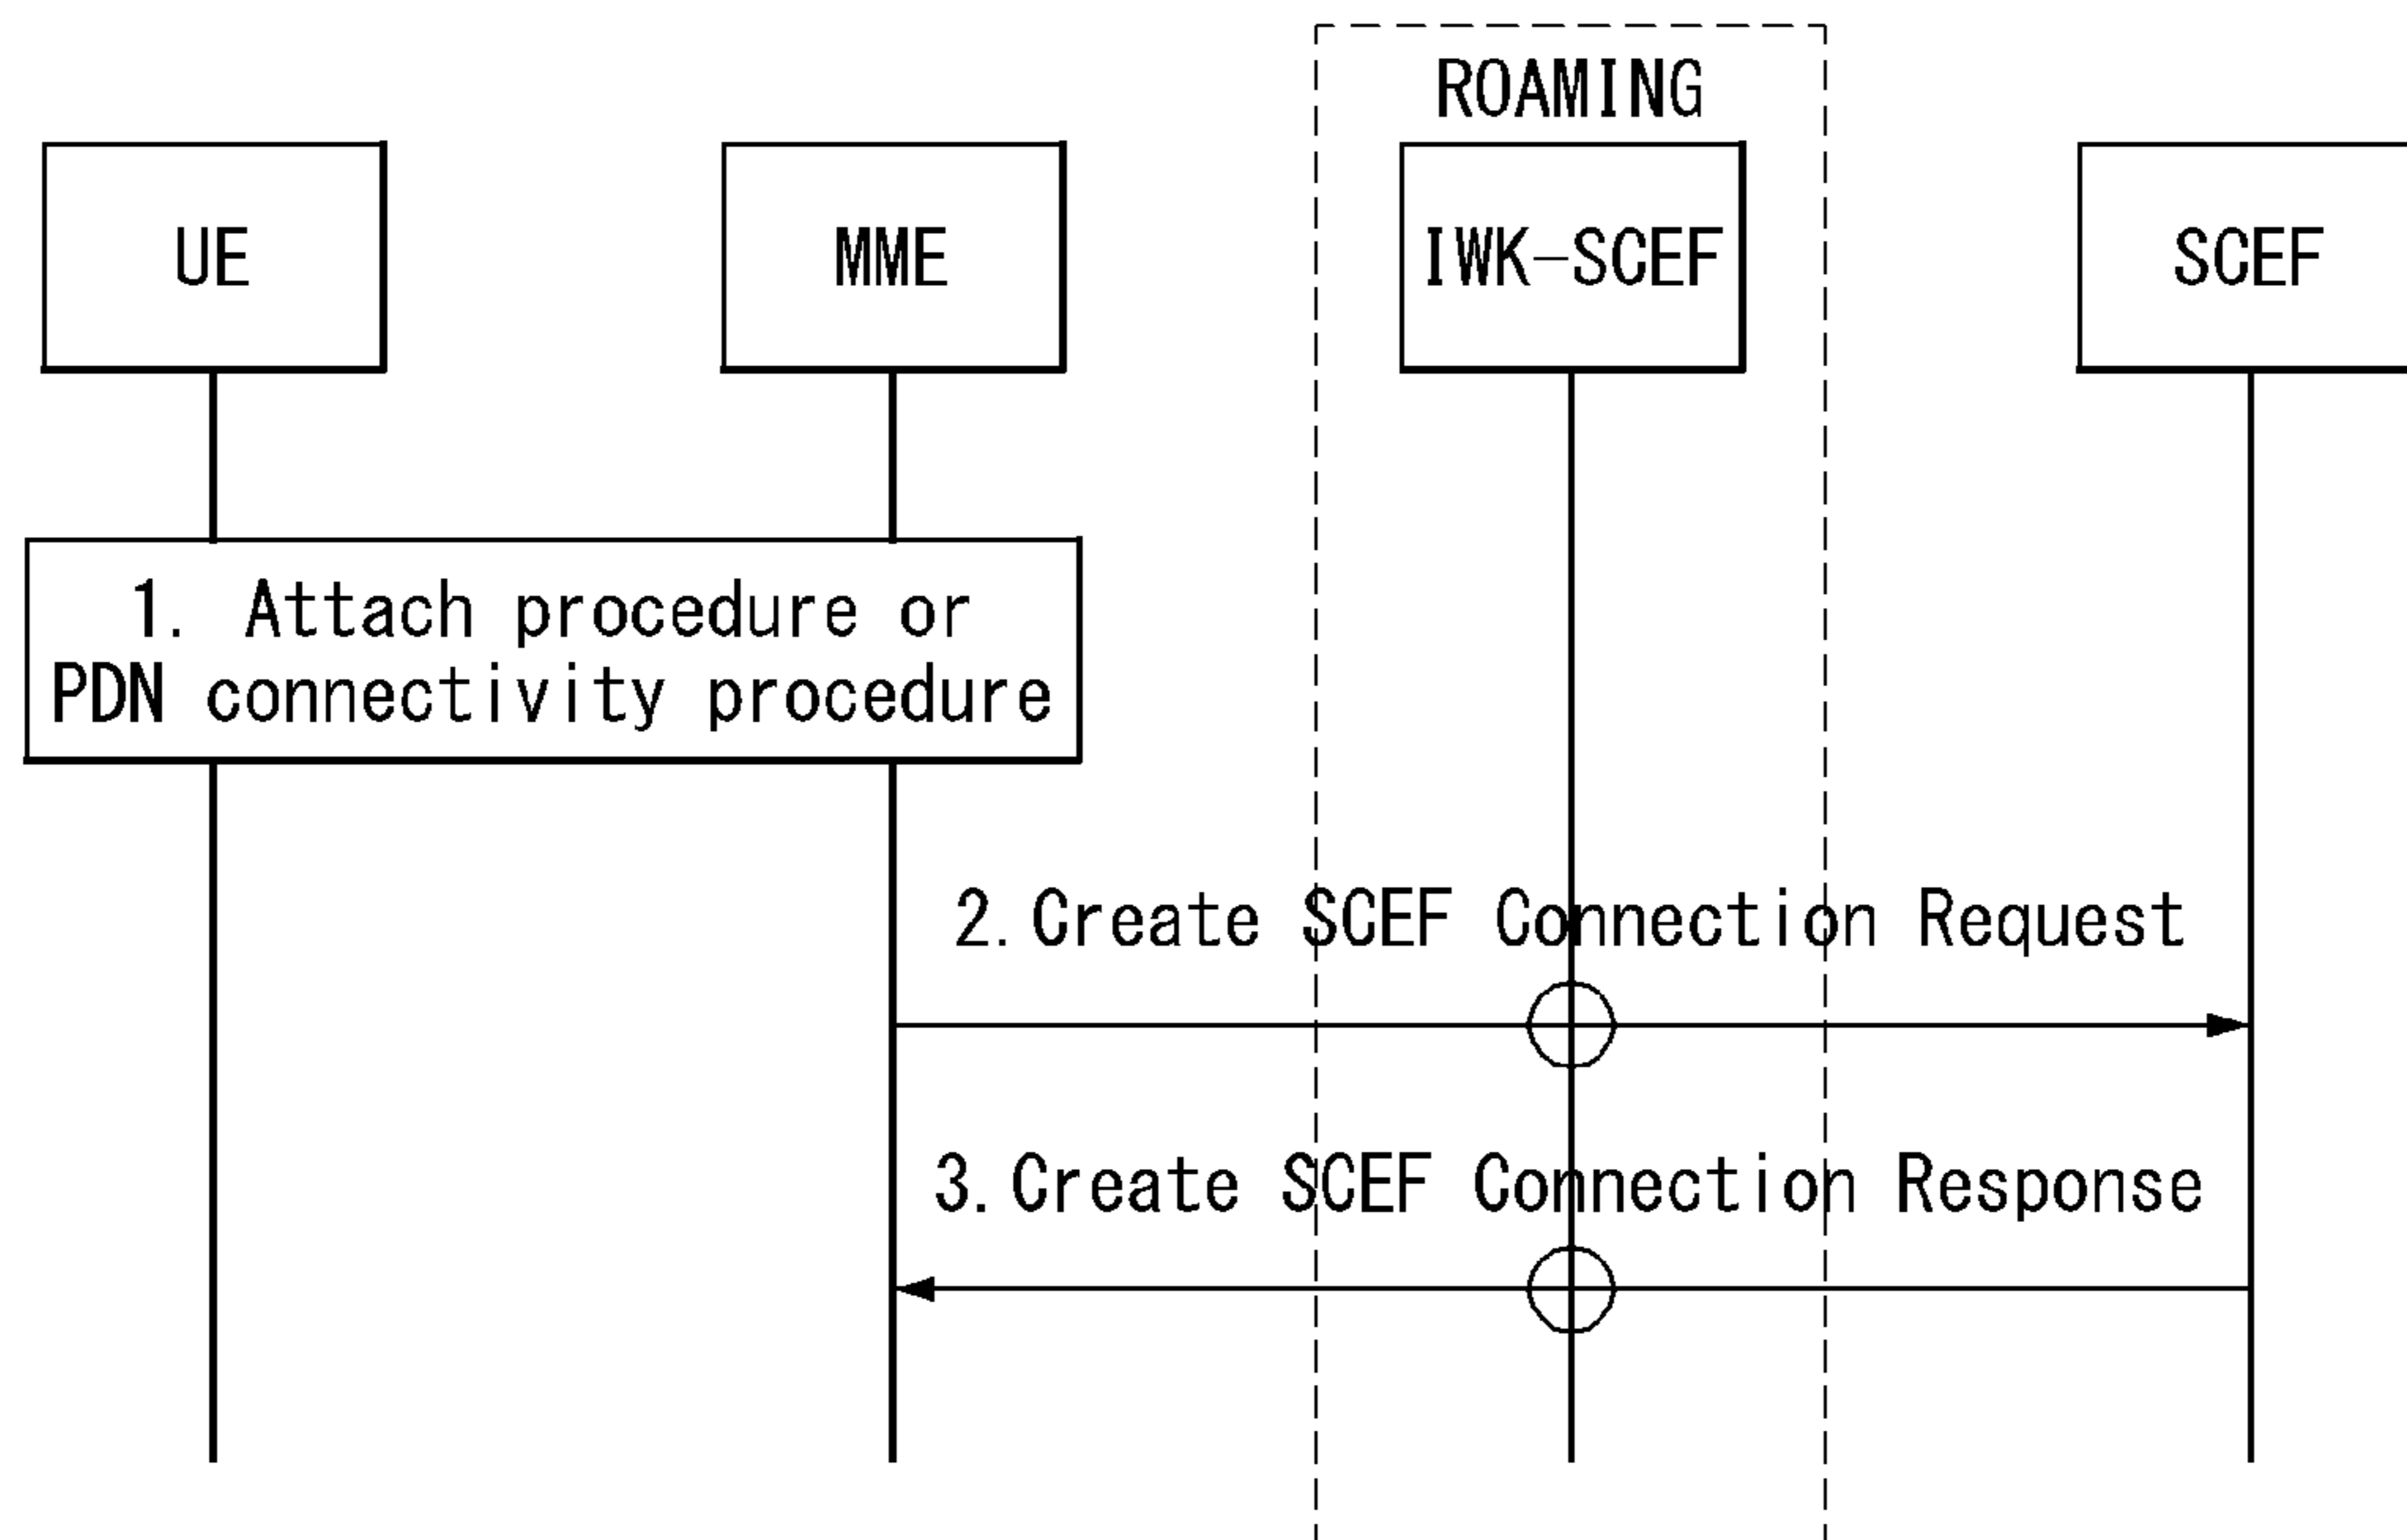 ROAMING
UE
MME
IWK-SCEF
SCEF
1. Attach procedure or
PDN connectivity procedure
2. Create SCEF Connection Request
3. Create SCEF Connection Response